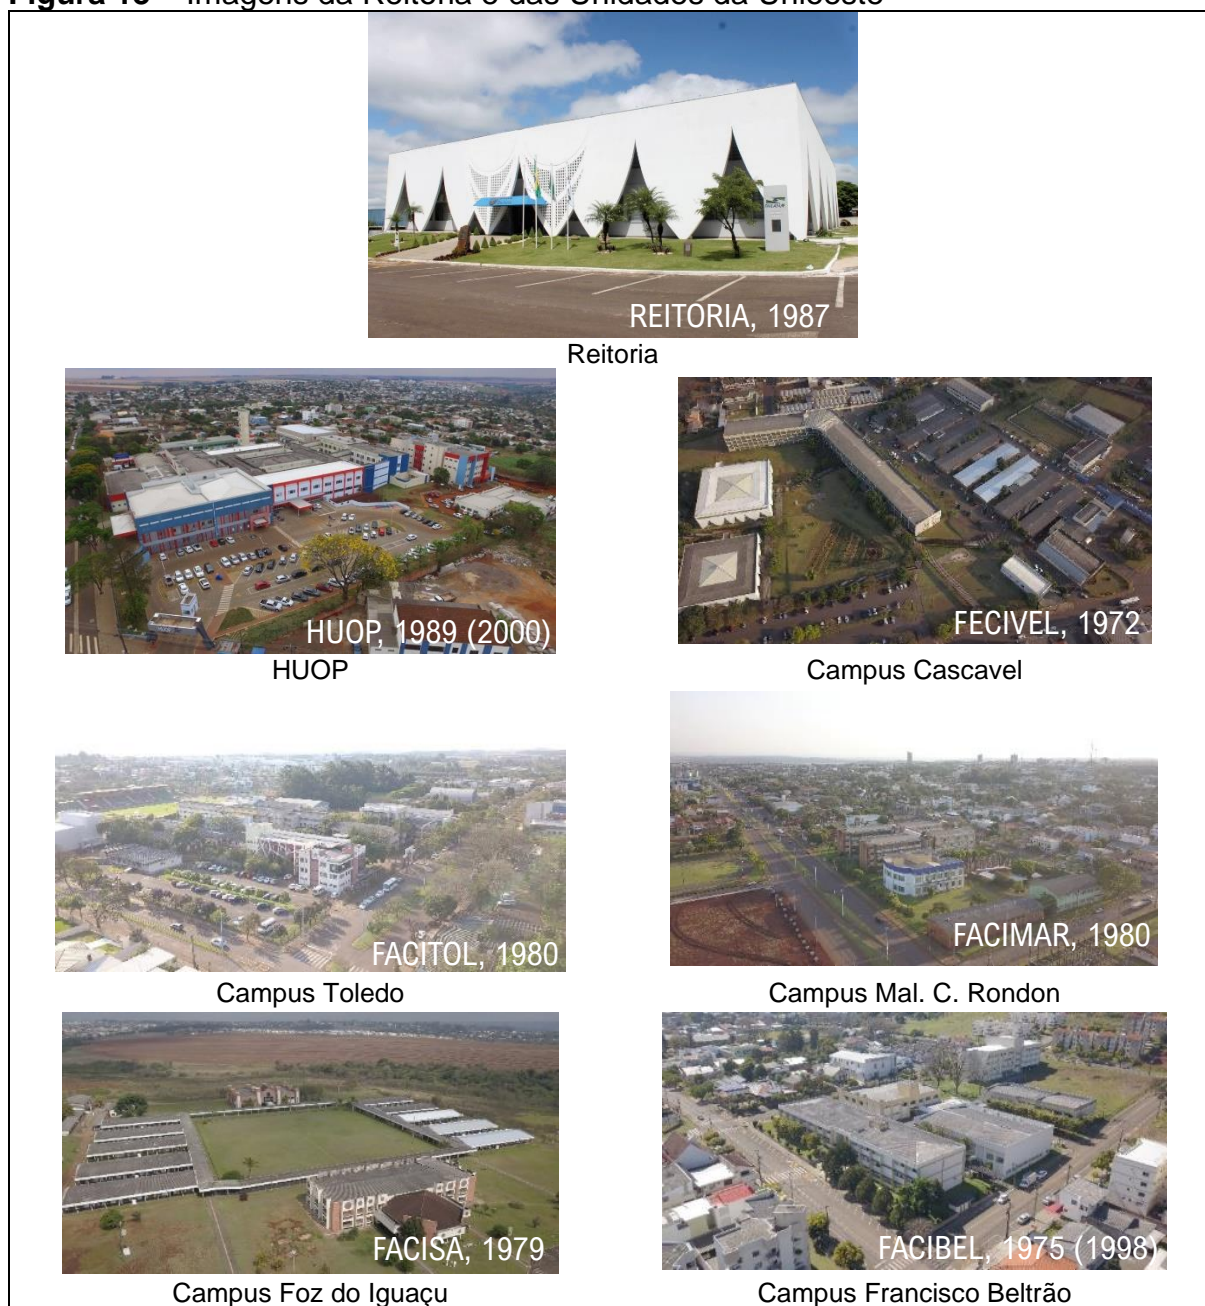 Figura 13 – Imagens da Reitoria e das Unidades da Unioeste
REITORIA, 1987
Reitoria
HUOP, 1989 (2000)
FECIVEL, 1972
HUOP
Campus Cascavel
FACITOL, 1980
FACIMAR, 1980
Campus Toledo
Campus Mal. C. Rondon
FACISA, 1979
FACIBEL, 1975 (1998)
Campus Foz do Iguaçu
Campus Francisco Beltrão